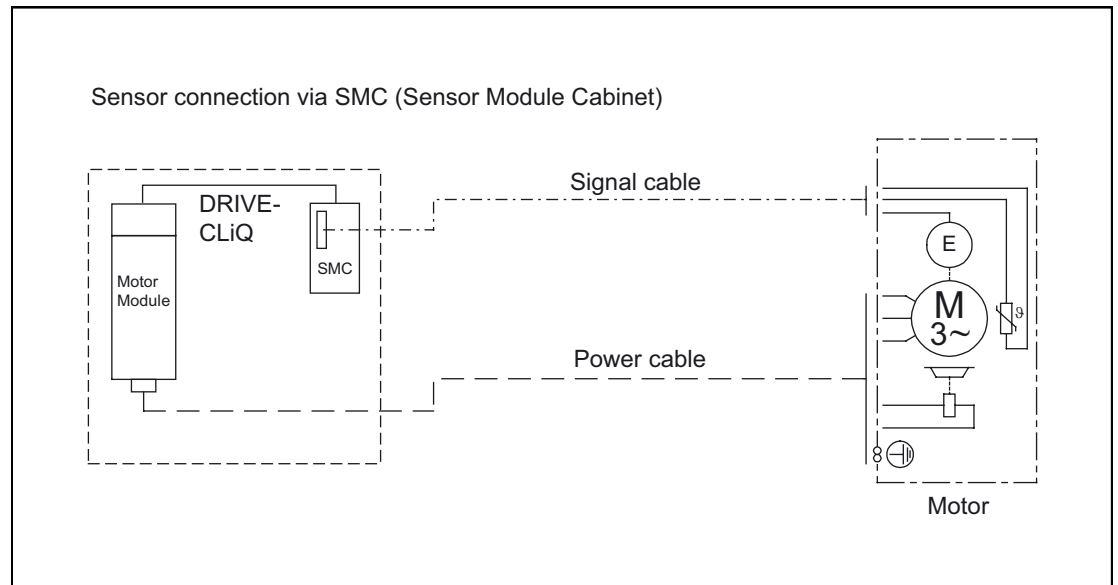 Sensor connection via SMC (Sensor Module Cabinet)
Signal cable
DRIVE-
CLiQ
SMC
Motor
Module
E
M
3~
ϑ
Power cable
Motor